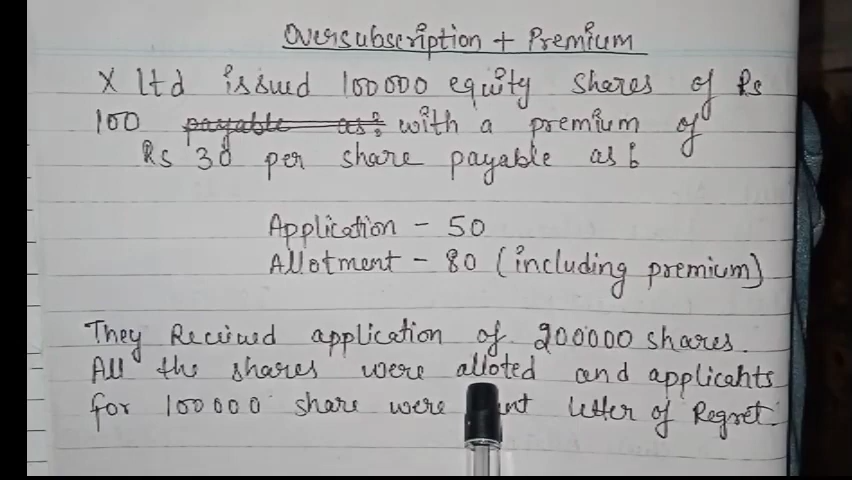 Oversubscription + Premium
X ltd issued 100000 equity shares of Rs
100 payable as: with a premium of
Rs 30 per share payable as
Application - 50
Allotment - 80 (including premium)
They Received application of 200000 shares.
All the shares were alloted and applicants
for 100000 share were letter of Regret.